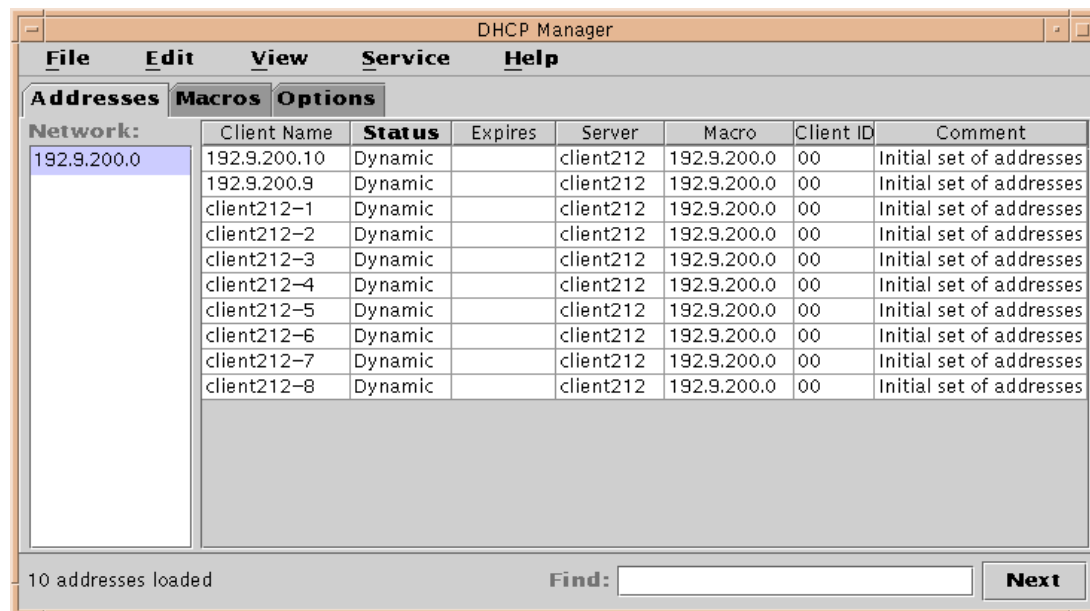 DHCP Manager
File Edit View Service Help
Addresses Macros Options
Network:
192.9.200.0
Client Name Status Expires Server Macro Client ID Comment
192.9.200.10 Dynamic client212 192.9.200.0 00 Initial set of addresses
192.9.200.9 Dynamic client212 192.9.200.0 00 Initial set of addresses
client212-1 Dynamic client212 192.9.200.0 00 Initial set of addresses
client212-2 Dynamic client212 192.9.200.0 00 Initial set of addresses
client212-3 Dynamic client212 192.9.200.0 00 Initial set of addresses
client212-4 Dynamic client212 192.9.200.0 00 Initial set of addresses
client212-5 Dynamic client212 192.9.200.0 00 Initial set of addresses
client212-6 Dynamic client212 192.9.200.0 00 Initial set of addresses
client212-7 Dynamic client212 192.9.200.0 00 Initial set of addresses
client212-8 Dynamic client212 192.9.200.0 00 Initial set of addresses
10 addresses loaded Find: Next